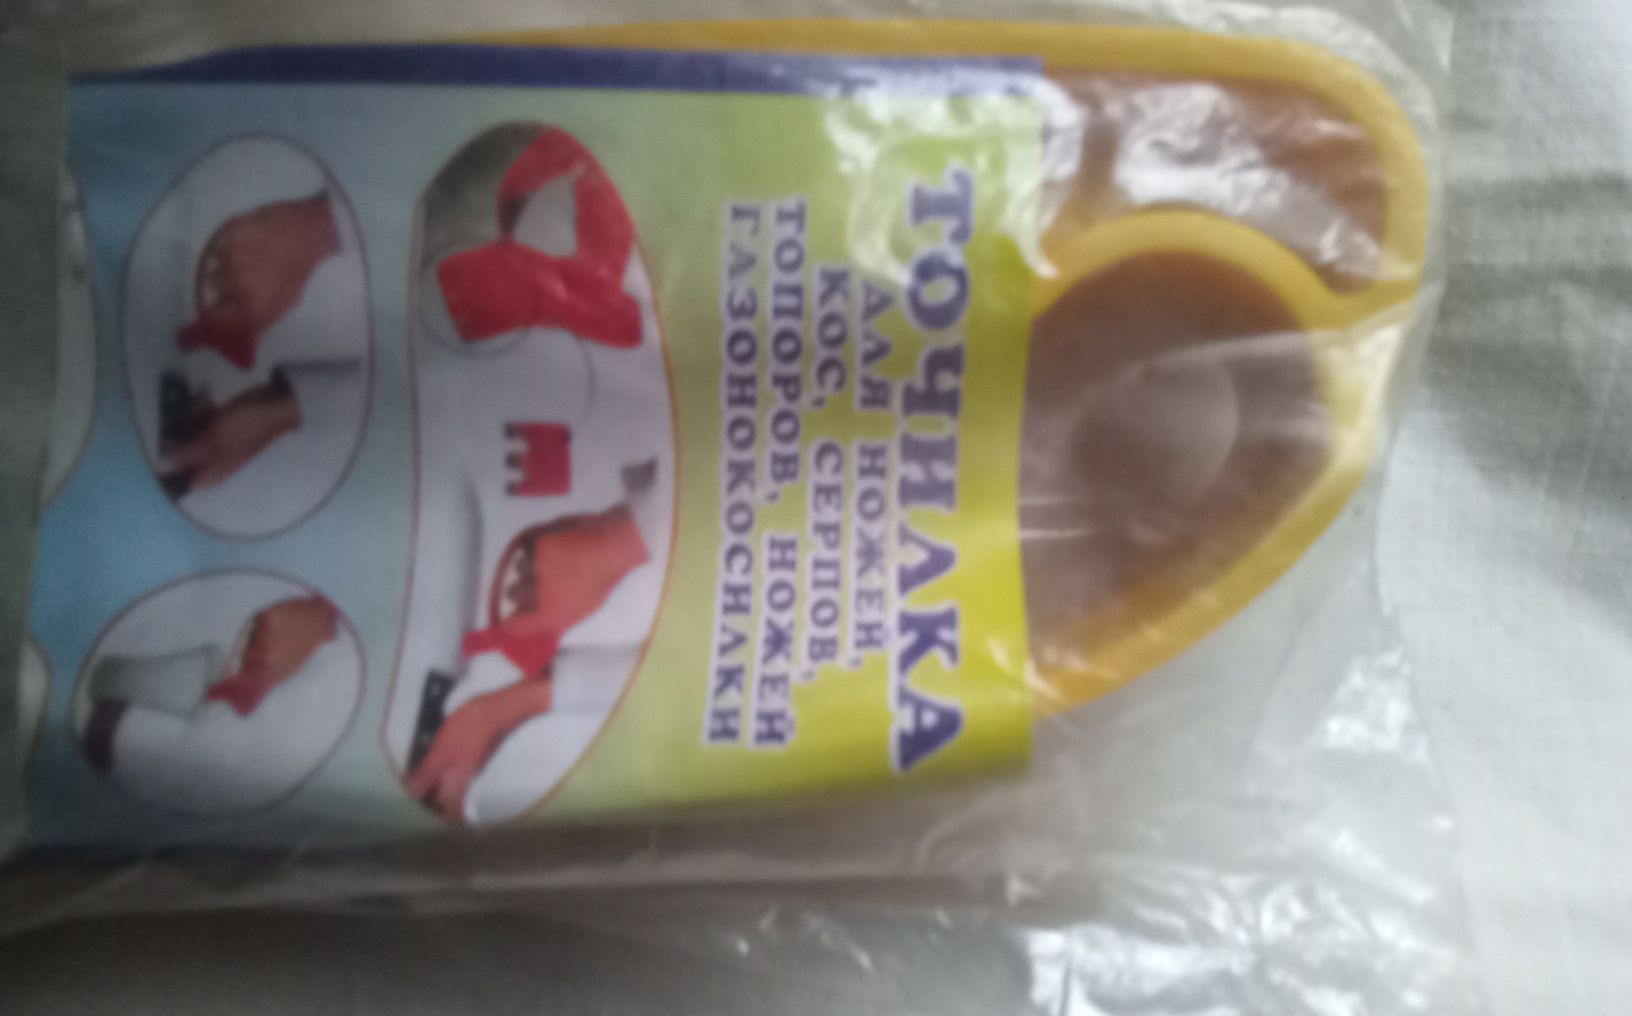 ТОЧИЛКА
ДЛЯ НОЖЕЙ,
КОС, СЕРПОВ,
ТОПОРОВ, НОЖЕЙ
ГАЗОНОКОСИЛКИ